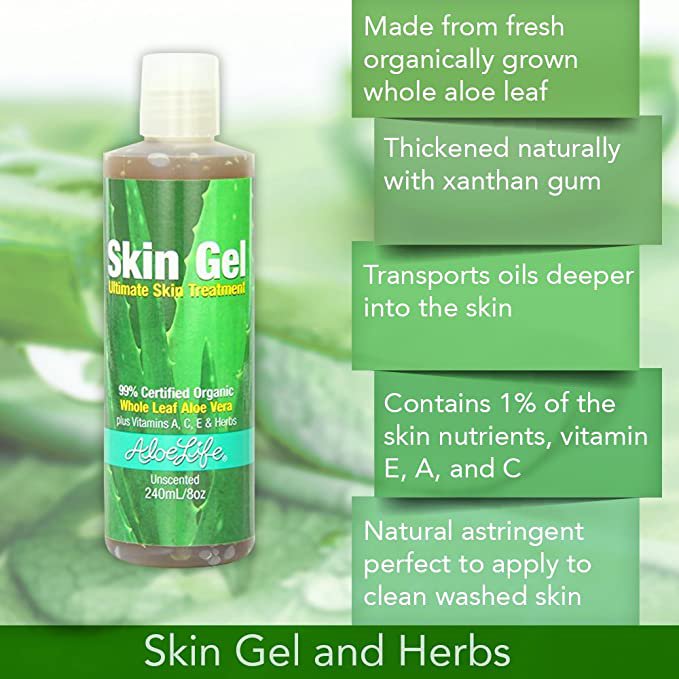 Made from fresh
organically grown
whole aloe leaf
Thickened naturally
with xanthan gum
Transports oils deeper
into the skin
Contains 1% of the
skin nutrients, vitamin
E, A, and C
Natural astringent
perfect to apply to
clean washed skin
Skin Gel
Ultimate Skin Treatment
99% Certified Organic
Whole Leaf Aloe Vera
plus Vitamins A, C, E & Herbs
AloeLife®
Unscented
240mL/8oz
Skin Gel and Herbs